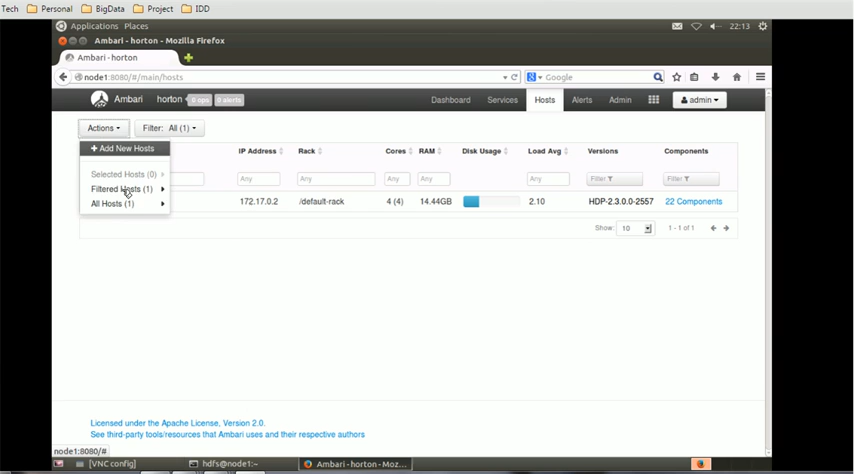 Tech Personal BigData Project IDD
Applications Places 22:13
Ambari - horton - Mozilla Firefox
Ambari - horton
node1:8080/#/main/hosts Google
Ambari horton 0 ops 0 alerts Dashboard Services Hosts Alerts Admin admin
Actions Filter: All (1)
+ Add New Hosts IP Address Rack Cores RAM Disk Usage Load Avg Versions Components
Selected Hosts (0) Any Any Any Any Any Filter Filter
Filtered Hosts (1)
All Hosts (1) 172.17.0.2 /default-rack 4 (4) 14.44GB 2.10 HDP-2.3.0.0-2557 22 Components
Show: 10 1 - 1 of 1
Licensed under the Apache License, Version 2.0.
See third-party tools/resources that Ambari uses and their respective authors
node1:8080/#
[VNC config] hdfs@node1:~ Ambari - horton - Moz...